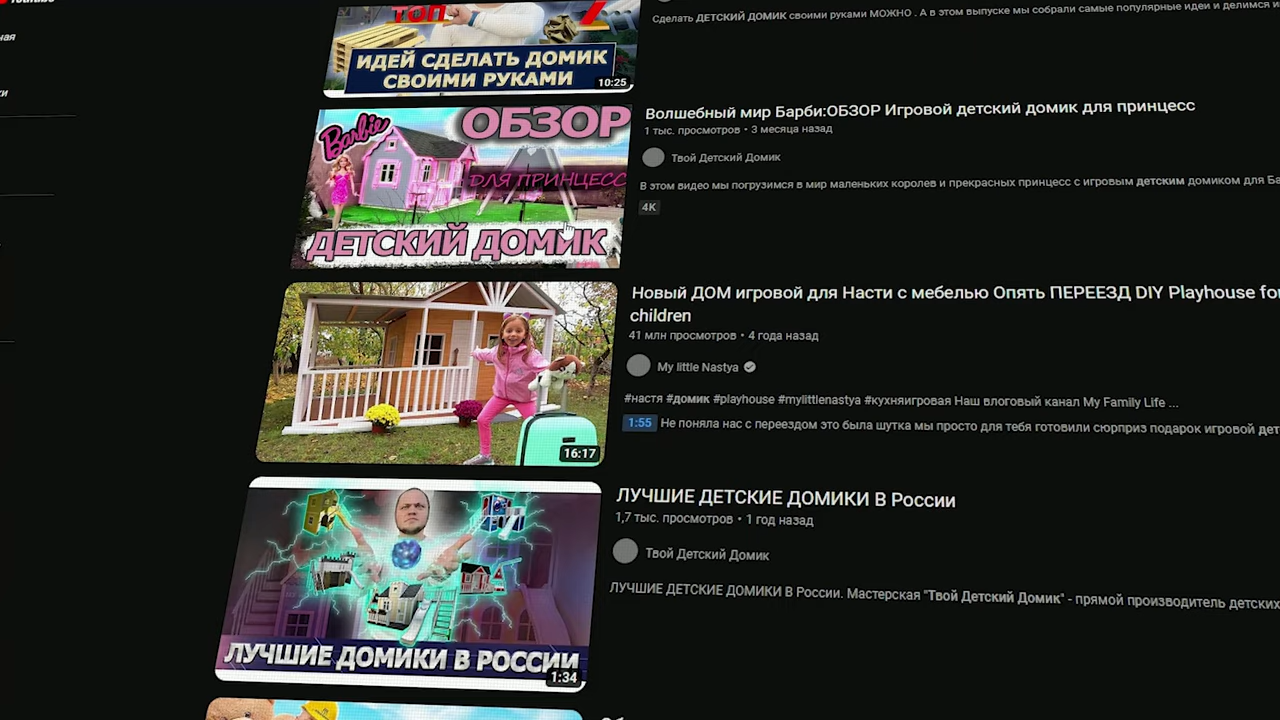 YouTube
ТОП
ИДЕЙ СДЕЛАТЬ ДОМИК
СВОИМИ РУКАМИ
10:25
Сделать ДЕТСКИЙ ДОМИК своими руками МОЖНО . А в этом выпуске мы собрали самые популярные идеи и делимся
Barbie
ОБЗОР
ДЛЯ ПРИНЦЕСС
ДЕТСКИЙ ДОМИК
Волшебный мир Барби:ОБЗОР Игровой детский домик для принцесс
1 тыс. просмотров • 3 месяца назад
Твой Детский Домик
В этом видео мы погрузимся в мир маленьких королев и прекрасных принцесс с игровым детским домиком для Ба
4K
16:17
Новый ДОМ игровой для Насти с мебелью Опять ПЕРЕЕЗД DIY Playhouse for
children
41 млн просмотров • 4 года назад
My little Nastya
#настя #домик #playhouse #mylittlenastya #кухняигровая Наш влоговый канал My Family Life ...
1:55 Не поняла нас с переездом это была шутка мы просто для тебя готовили сюрприз подарок игровой дет
ЛУЧШИЕ ДОМИКИ В РОССИИ
1:34
ЛУЧШИЕ ДЕТСКИЕ ДОМИКИ В России
1,7 тыс. просмотров • 1 год назад
Твой Детский Домик
ЛУЧШИЕ ДЕТСКИЕ ДОМИКИ В России. Мастерская "Твой Детский Домик" - прямой производитель детских